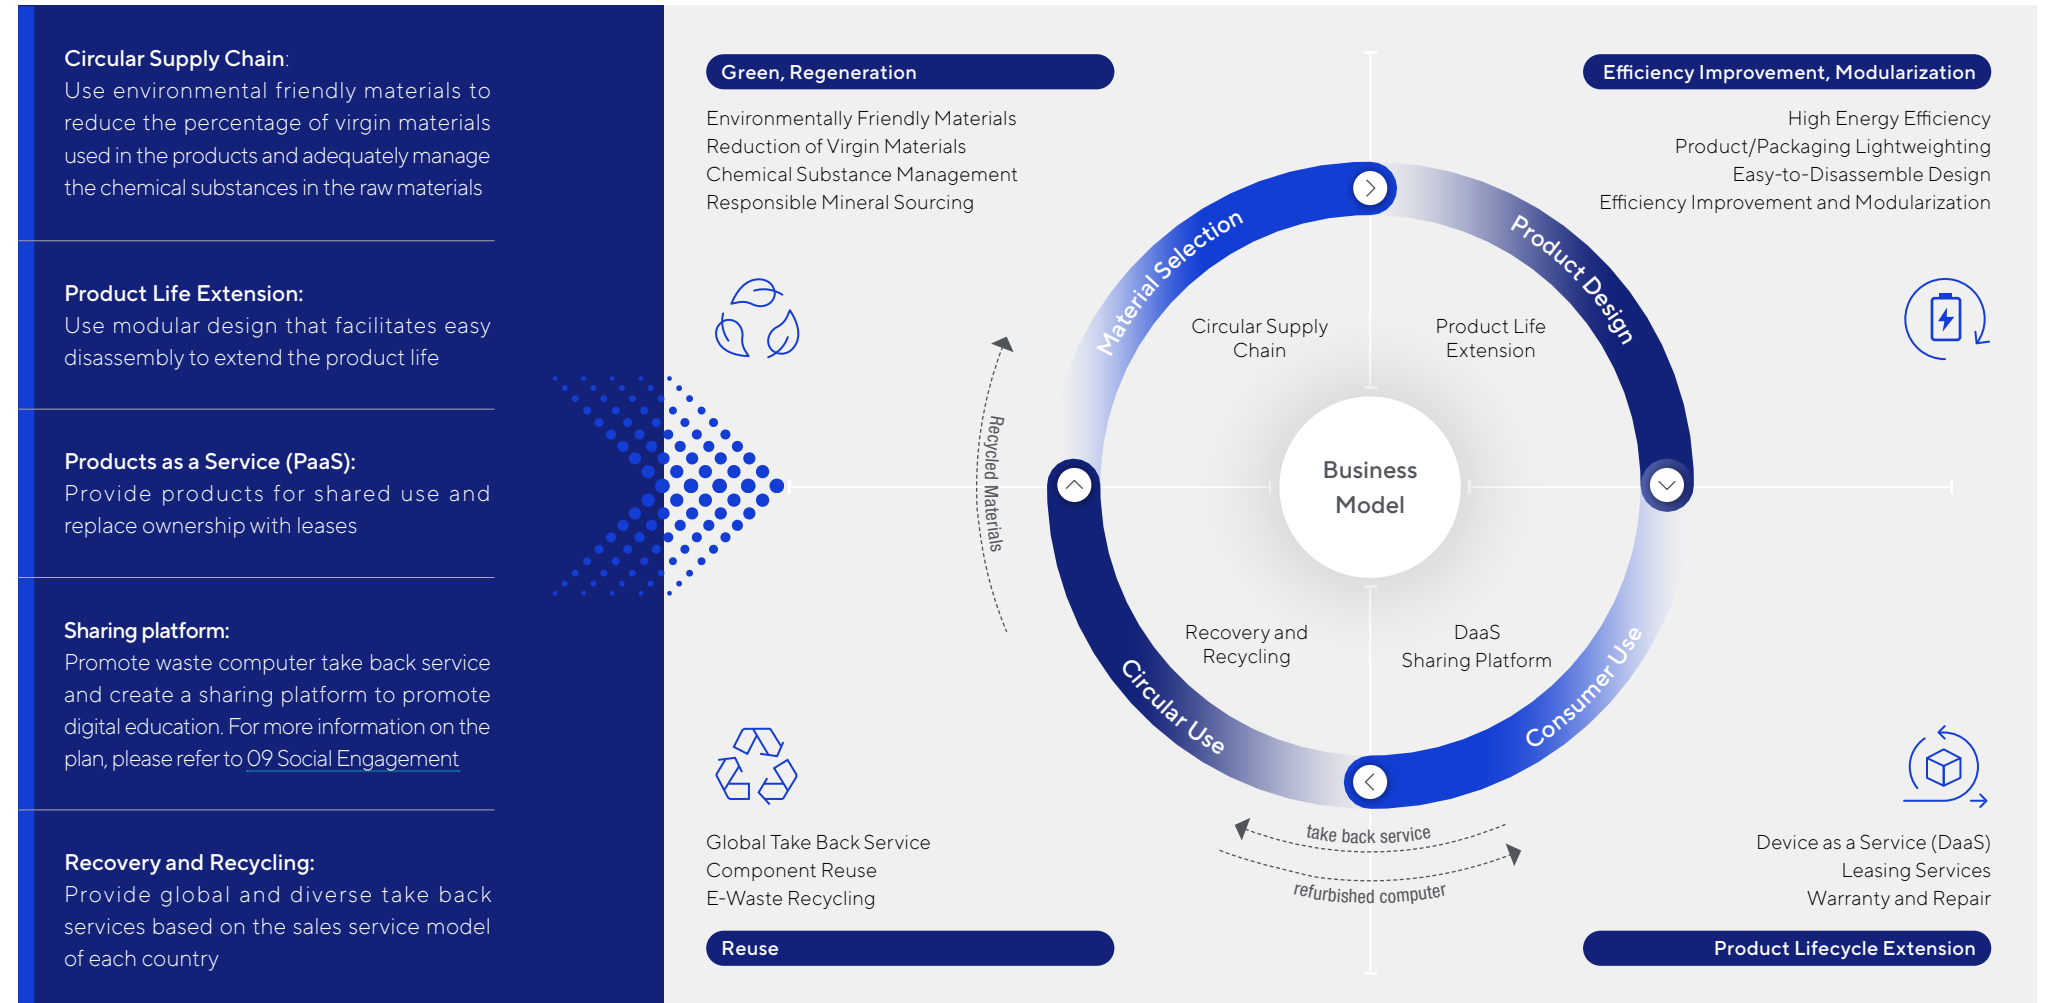 Circular Supply Chain:
Use environmental friendly materials to
reduce the percentage of virgin materials
used in the products and adequately manage
the chemical substances in the raw materials
Product Life Extension:
Use modular design that facilitates easy
disassembly to extend the product life
Products as a Service (PaaS):
Provide products for shared use and
replace ownership with leases
Sharing platform:
Promote waste computer take back service
and create a sharing platform to promote
digital education. For more information on the
plan, please refer to 09 Social Engagement
Recovery and Recycling:
Provide global and diverse take back
services based on the sales service model
of each country
Green, Regeneration
Environmentally Friendly Materials
Reduction of Virgin Materials
Chemical Substance Management
Responsible Mineral Sourcing
Efficiency Improvement, Modularization
High Energy Efficiency
Product/Packaging Lightweighting
Easy-to-Disassemble Design
Efficiency Improvement and Modularization
Material Selection
Product Design
Circular Supply
Chain
Product Life
Extension
Recycled Materials
Business
Model
Recovery and
Recycling
DaaS
Sharing Platform
Circular Use
Consumer Use
take back service
refurbished computer
Global Take Back Service
Component Reuse
E-Waste Recycling
Reuse
Device as a Service (DaaS)
Leasing Services
Warranty and Repair
Product Lifecycle Extension